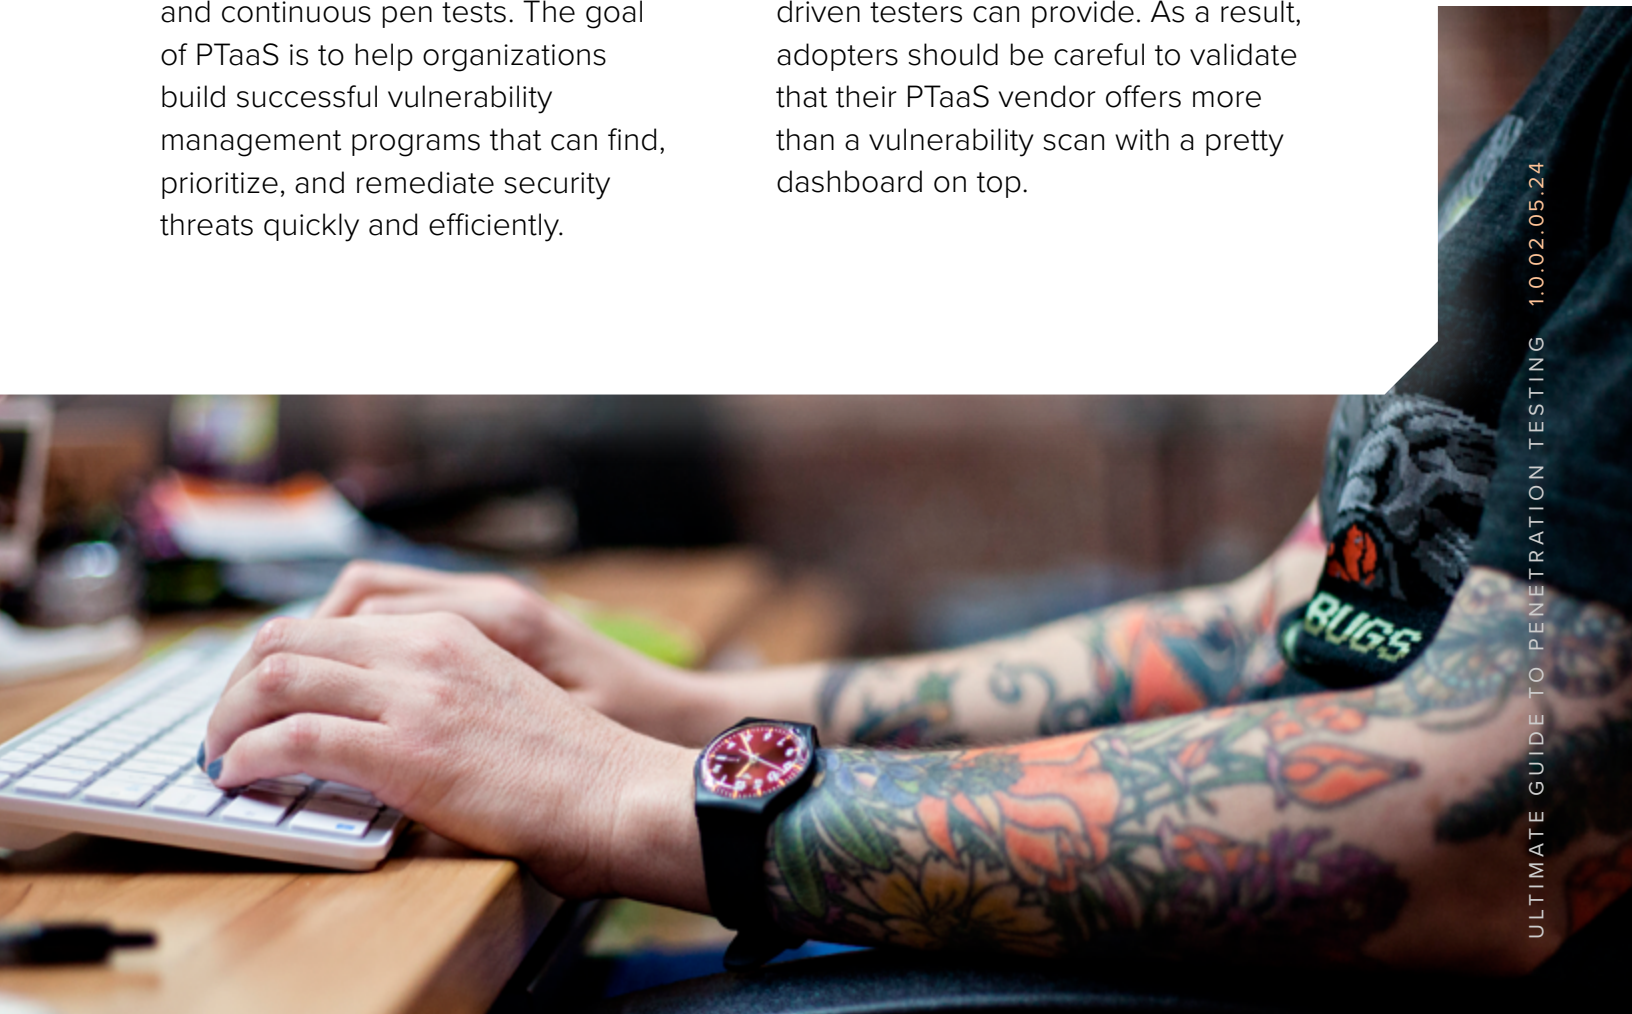 and continuous pen tests. The goal
of PTaaS is to help organizations
build successful vulnerability
management programs that can find,
prioritize, and remediate security
threats quickly and efficiently.
driven testers can provide. As a result,
adopters should be careful to validate
that their PTaaS vendor offers more
than a vulnerability scan with a pretty
dashboard on top.
BUGS
ULTIMATE GUIDE TO PENETRATION TESTING 1.0.02.05.24